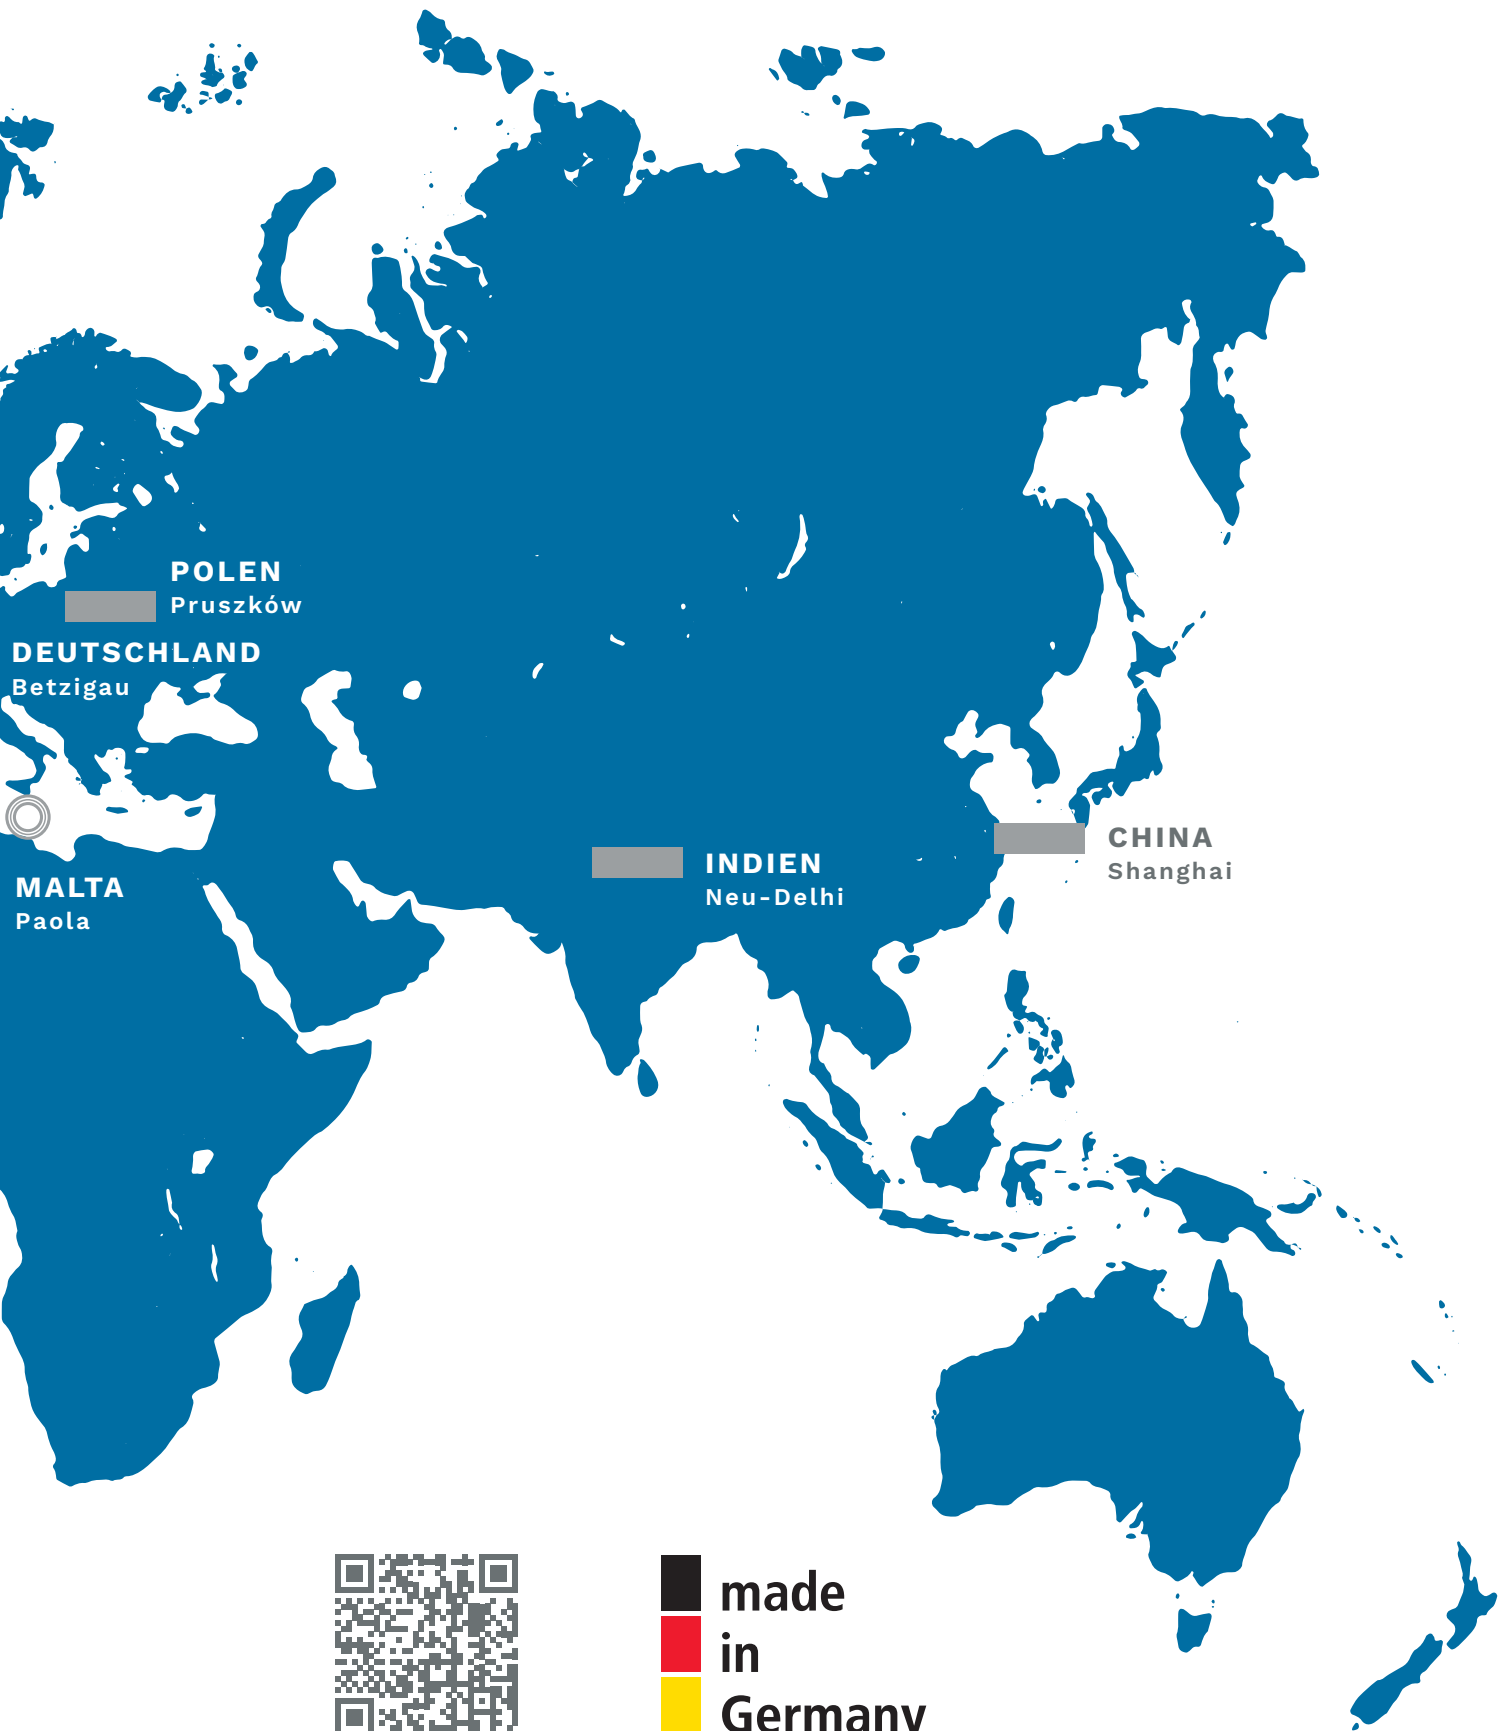 POLEN
Pruszków
DEUTSCHLAND
Betzigau
MALTA
Paola
INDIEN
Neu-Delhi
CHINA
Shanghai
made
in
Germany